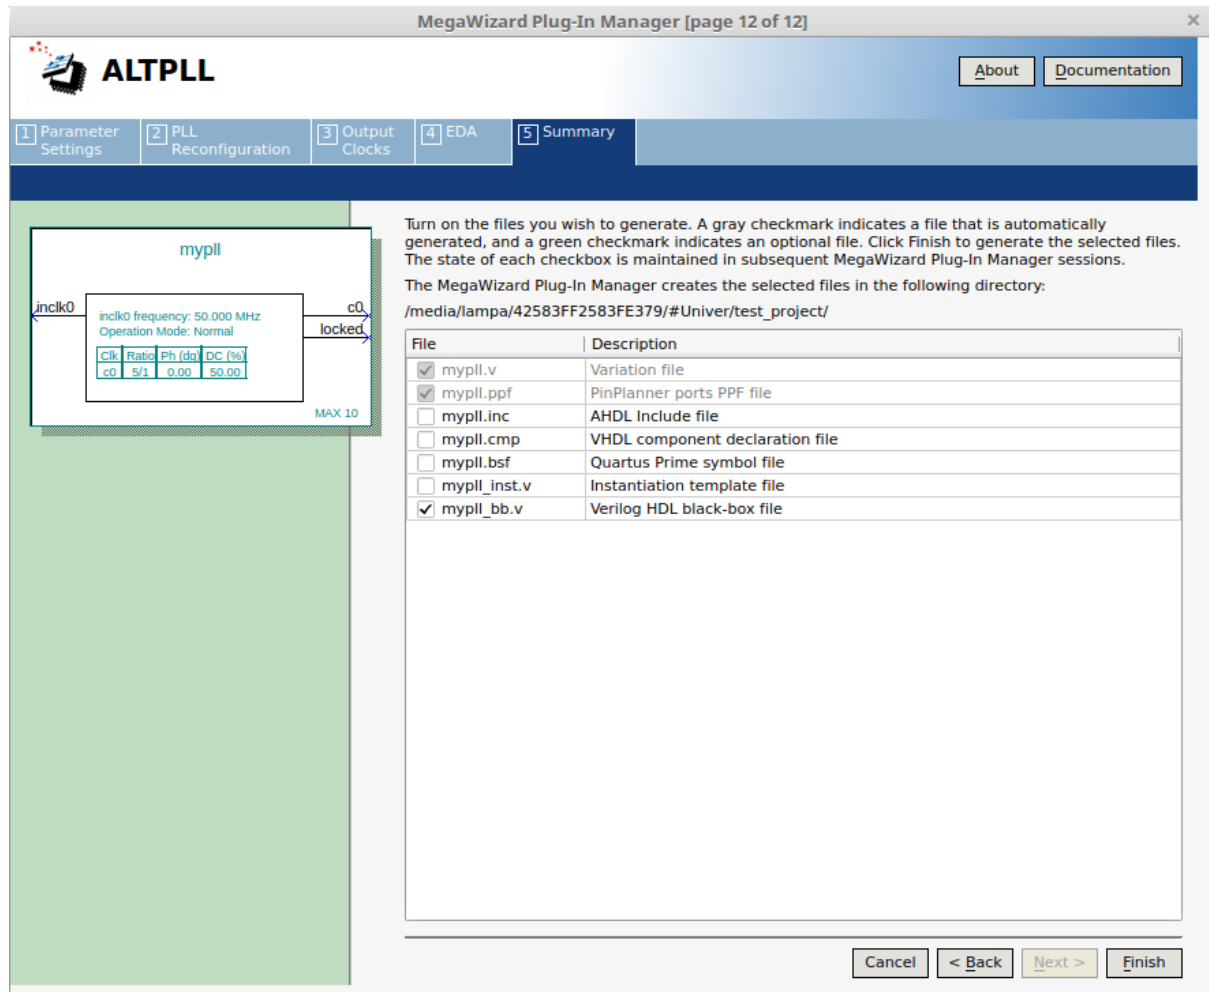 MegaWizard Plug-In Manager [page 12 of 12]
ALTPLL
About
Documentation
1 Parameter Settings
2 PLL Reconfiguration
3 Output Clocks
4 EDA
5 Summary
mypll
inclk0
c0
locked
inclk0 frequency: 50.000 MHz
Operation Mode: Normal
Clk Ratio Ph (dg) DC (%)
c0 5/1 0.00 50.00
MAX 10
Turn on the files you wish to generate. A gray checkmark indicates a file that is automatically
generated, and a green checkmark indicates an optional file. Click Finish to generate the selected files.
The state of each checkbox is maintained in subsequent MegaWizard Plug-In Manager sessions.
The MegaWizard Plug-In Manager creates the selected files in the following directory:
/media/lampa/42583FF2583FE379/#Univer/test_project/
File Description
mypll.v Variation file
mypll.ppf PinPlanner ports PPF file
mypll.inc AHDL Include file
mypll.cmp VHDL component declaration file
mypll.bsf Quartus Prime symbol file
mypll_inst.v Instantiation template file
mypll_bb.v Verilog HDL black-box file
Cancel
< Back
Next >
Finish